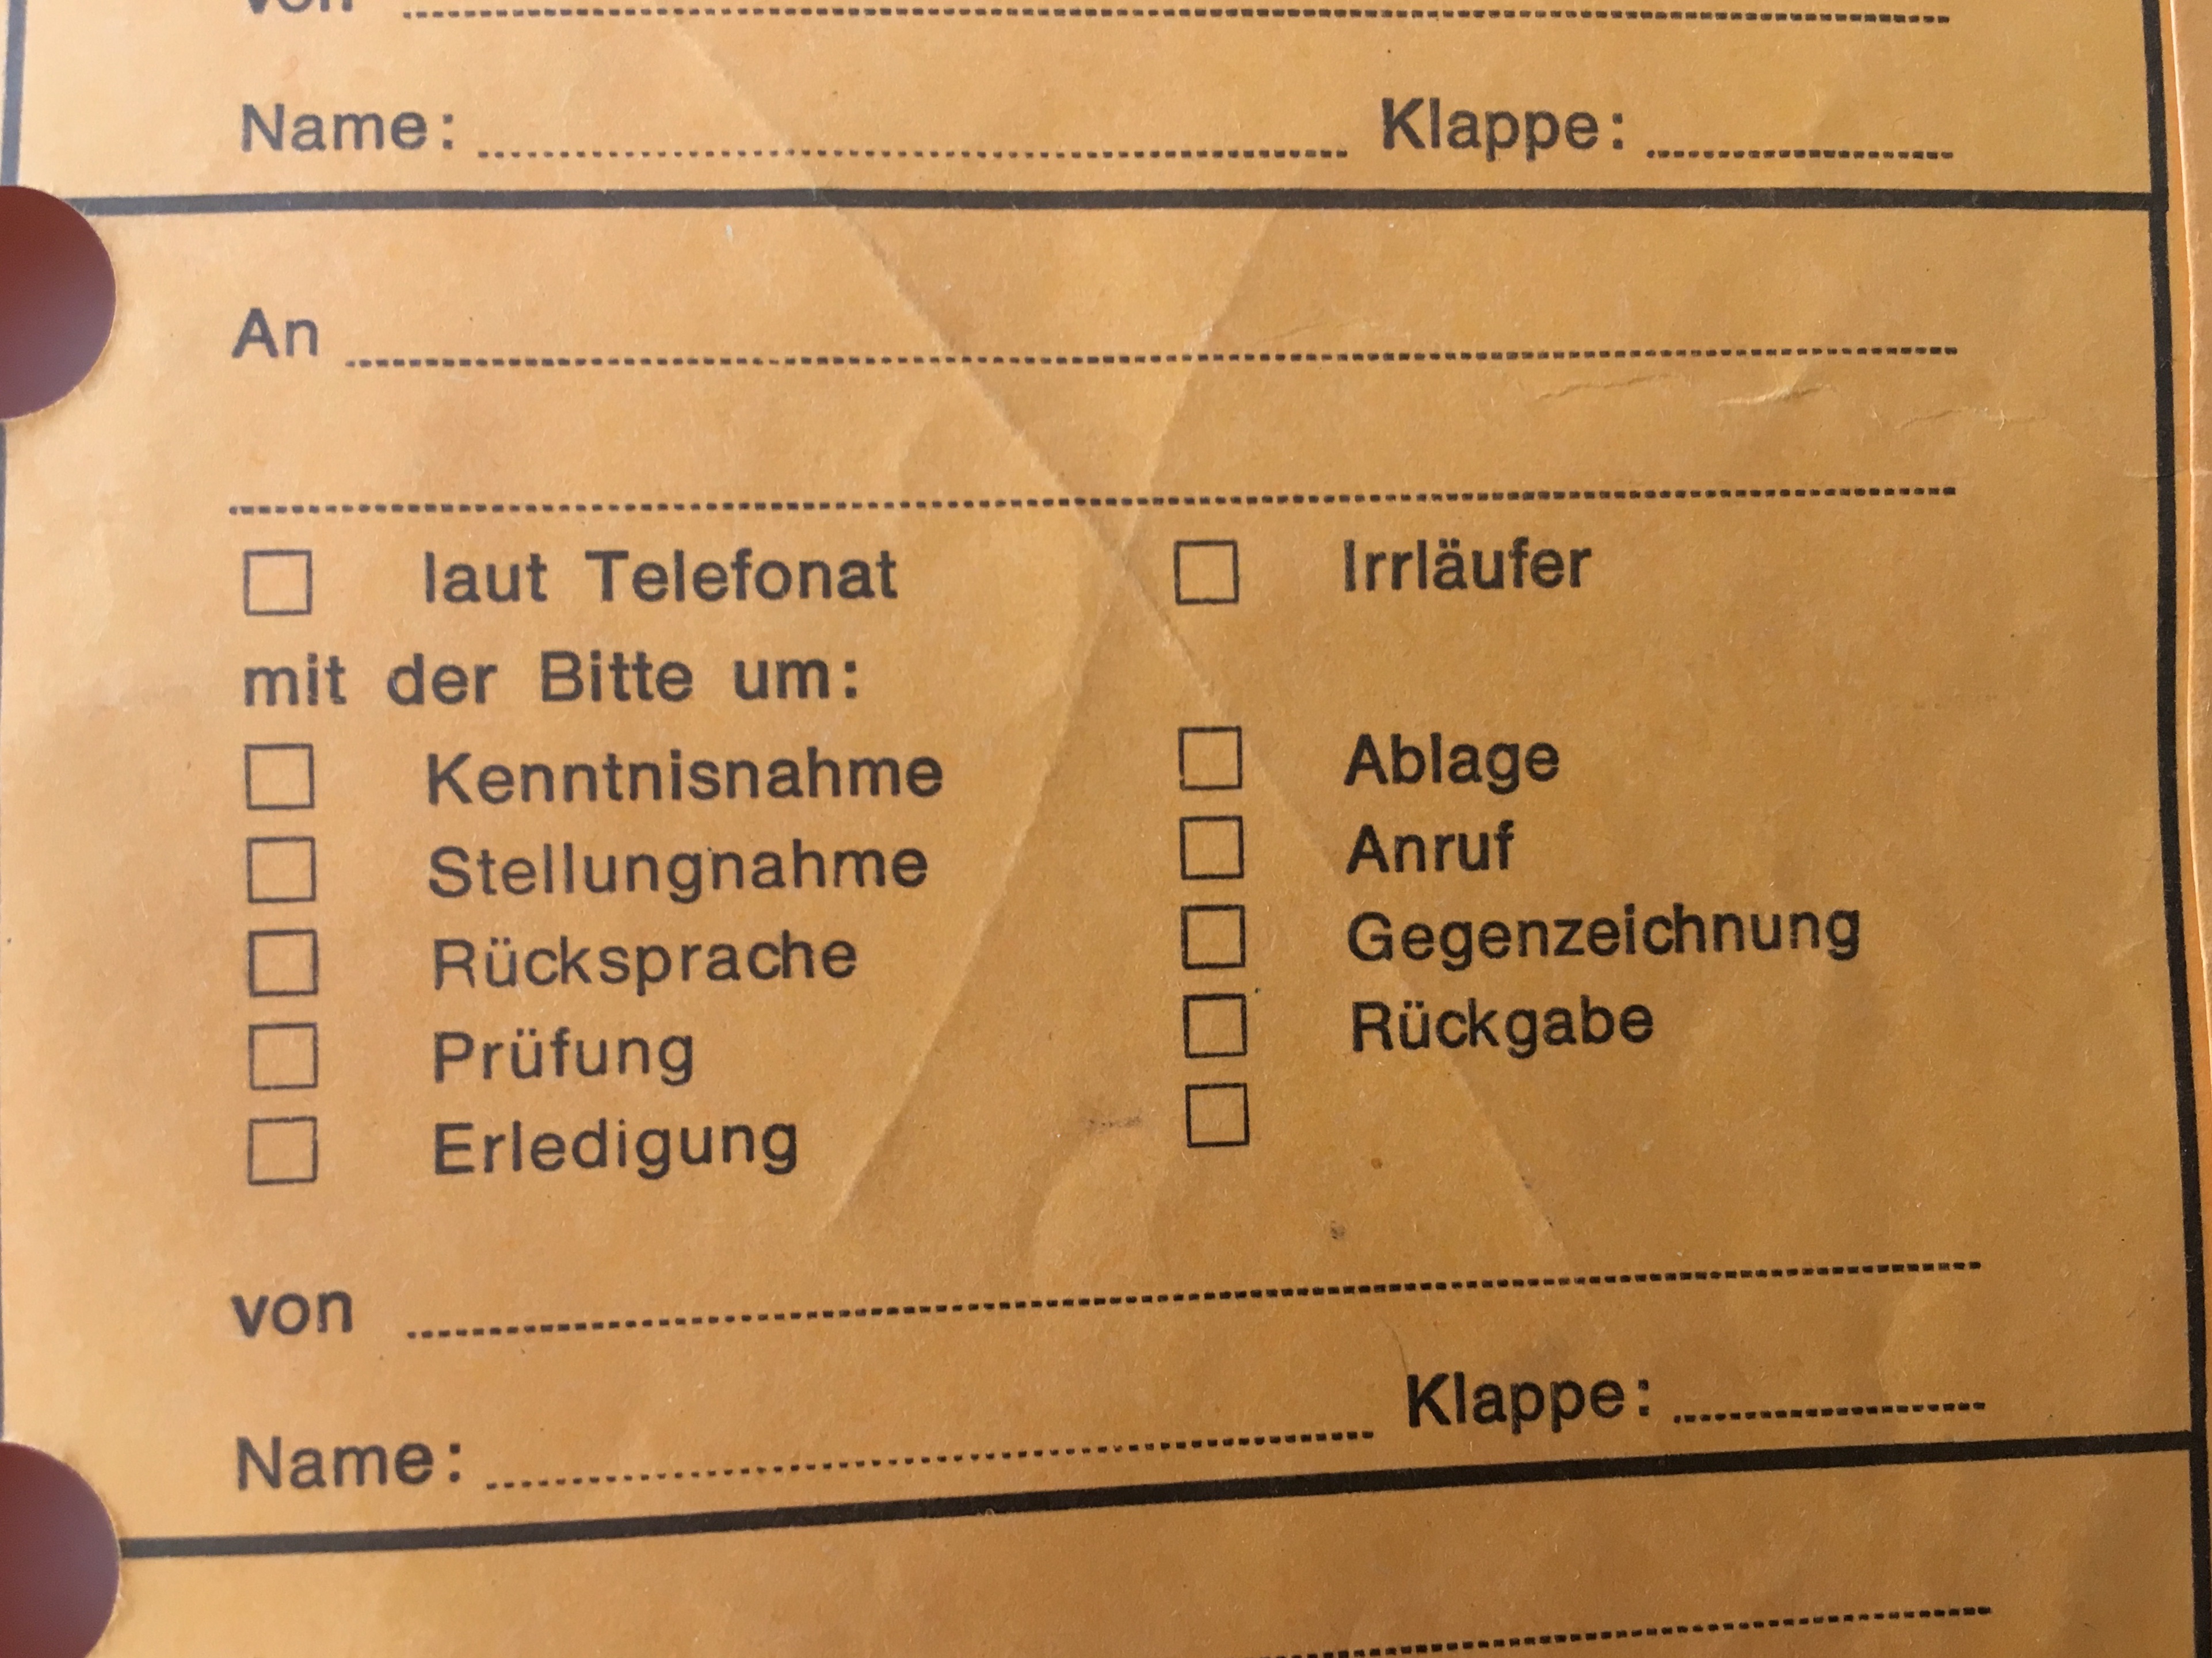 von
Name: Klappe:
An
laut Telefonat Irrläufer
mit der Bitte um:
Kenntnisnahme Ablage
Stellungnahme Anruf
Rücksprache Gegenzeichnung
Prüfung Rückgabe
Erledigung
von
Name: Klappe: